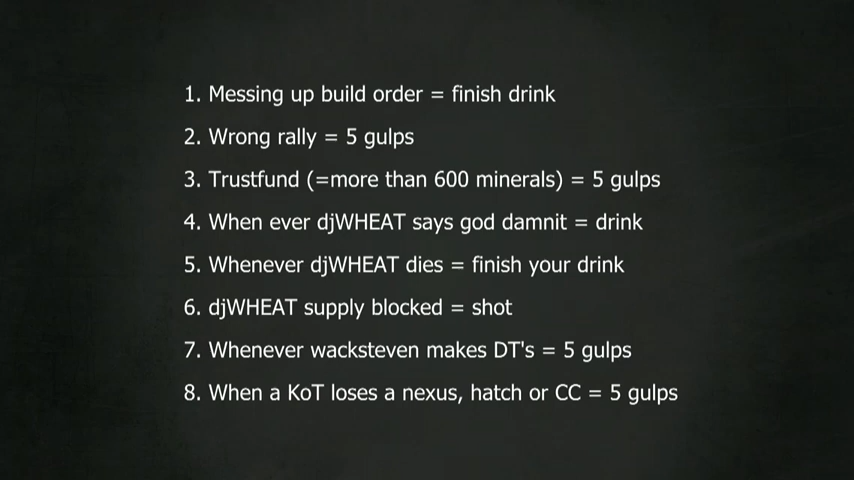 1. Messing up build order = finish drink
2. Wrong rally = 5 gulps
3. Trustfund (=more than 600 minerals) = 5 gulps
4. When ever djWHEAT says god damnit = drink
5. Whenever djWHEAT dies = finish your drink
6. djWHEAT supply blocked = shot
7. Whenever wacksteven makes DT's = 5 gulps
8. When a KoT loses a nexus, hatch or CC = 5 gulps